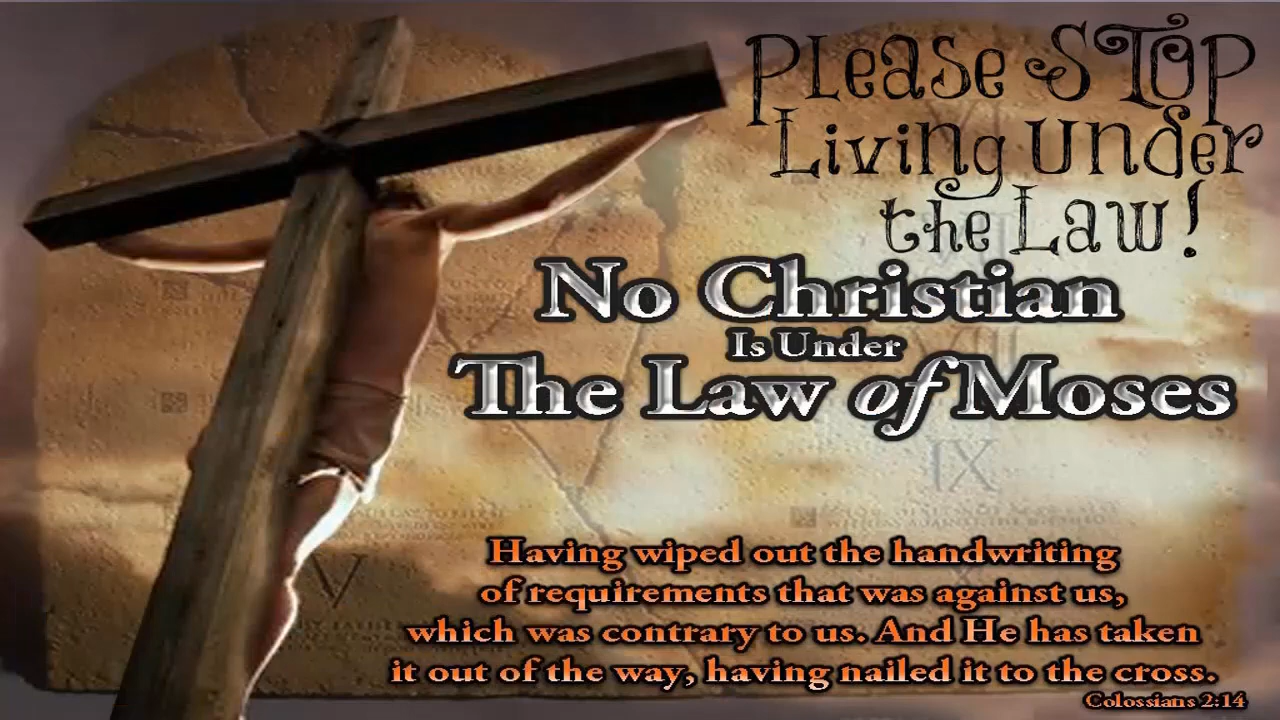 Please STOP
Living Under
the Law!
No Christian
Is Under
The Law of Moses
IX
V
Having wiped out the handwriting
of requirements that was against us,
which was contrary to us. And He has taken
it out of the way, having nailed it to the cross.
Colossians 2:14